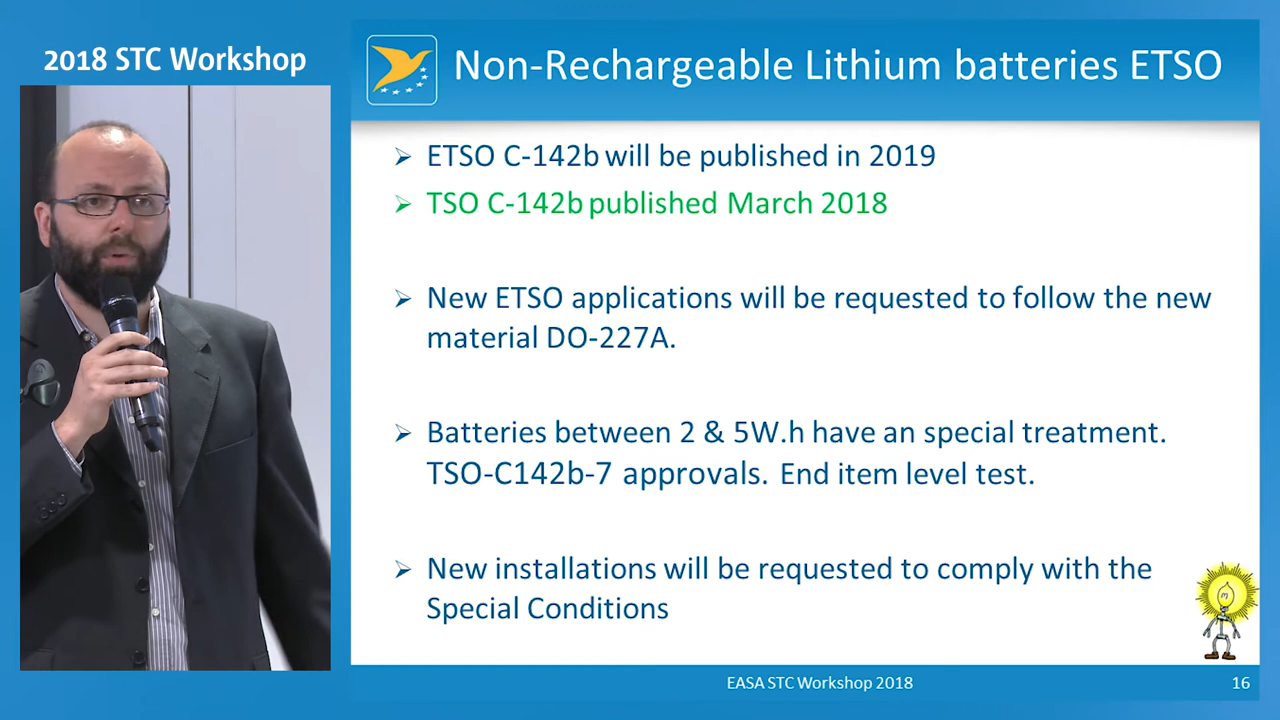 2018 STC Workshop
Non-Rechargeable Lithium batteries ETSO
ETSO C-142b will be published in 2019
TSO C-142b published March 2018
New ETSO applications will be requested to follow the new
material DO-227A.
Batteries between 2 & 5W.h have an special treatment.
TSO-C142b-7 approvals. End item level test.
New installations will be requested to comply with the
Special Conditions
EASA STC Workshop 2018
16